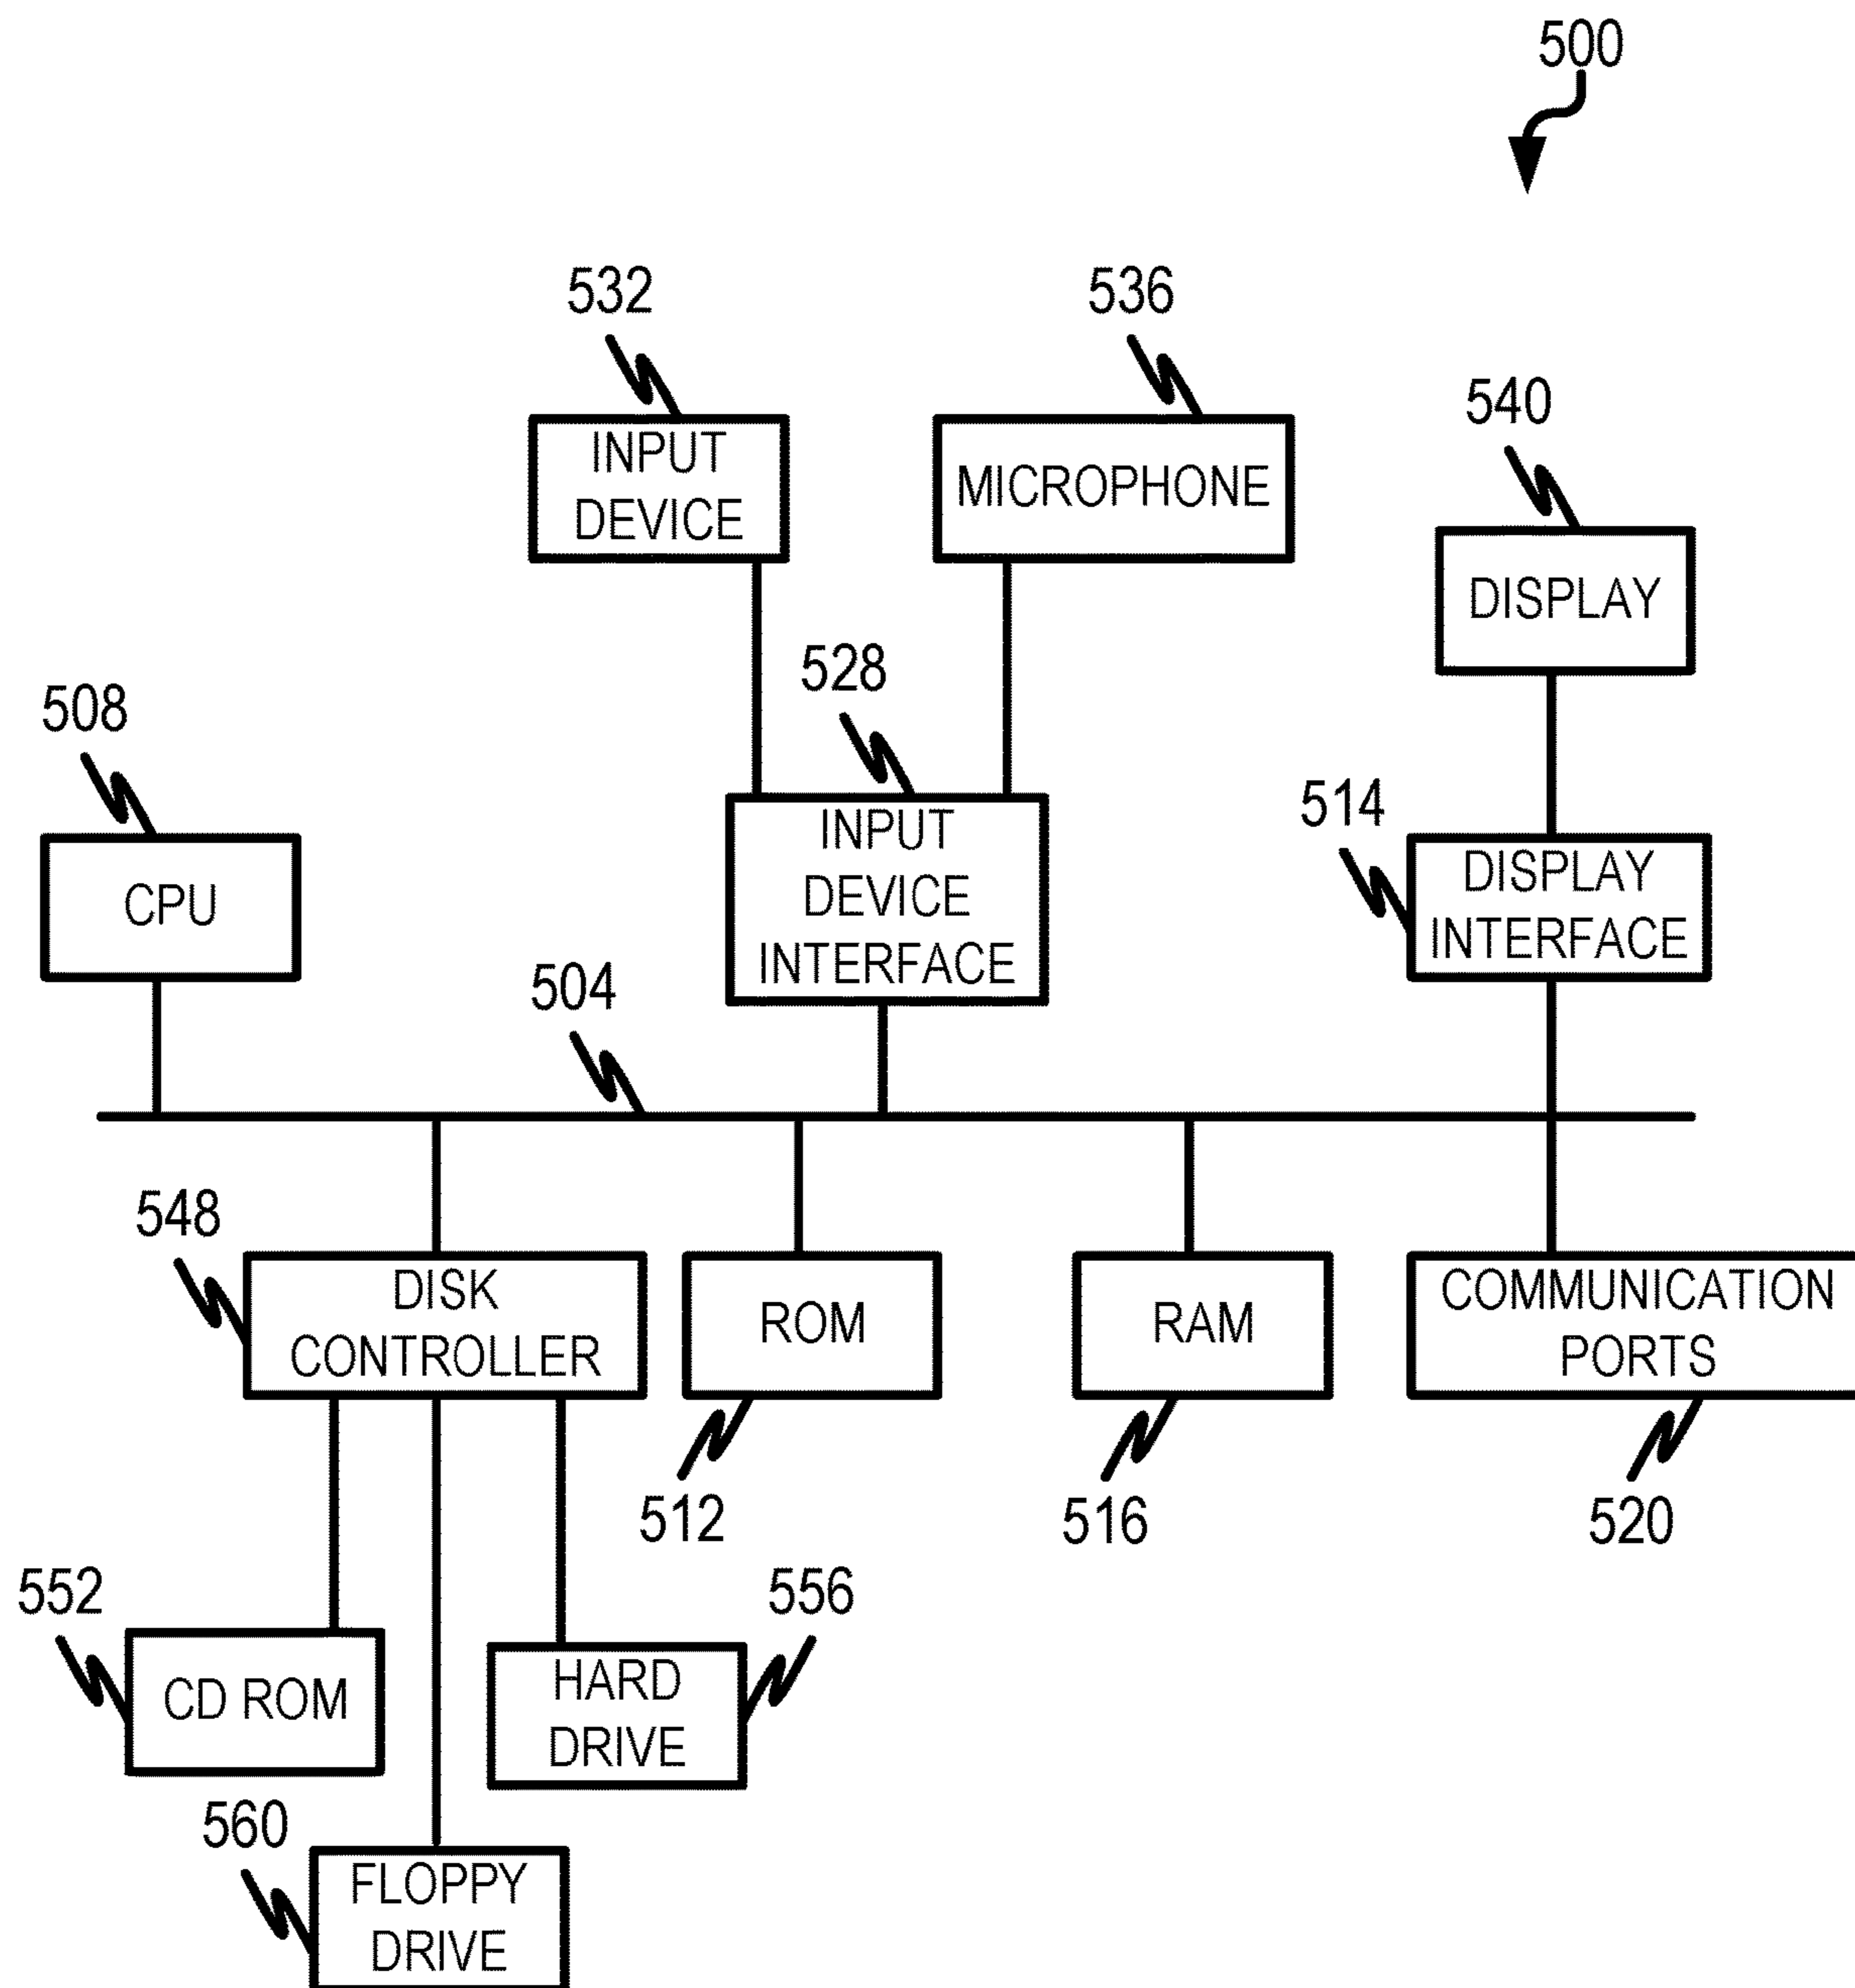 500
532
536
540
INPUT
DEVICE
MICROPHONE
DISPLAY
528
508
514
INPUT
DEVICE
INTERFACE
DISPLAY
INTERFACE
CPU
504
548
DISK
CONTROLLER
ROM
RAM
COMMUNICATION
PORTS
512
516
520
552
556
CD ROM
HARD
DRIVE
560
FLOPPY
DRIVE